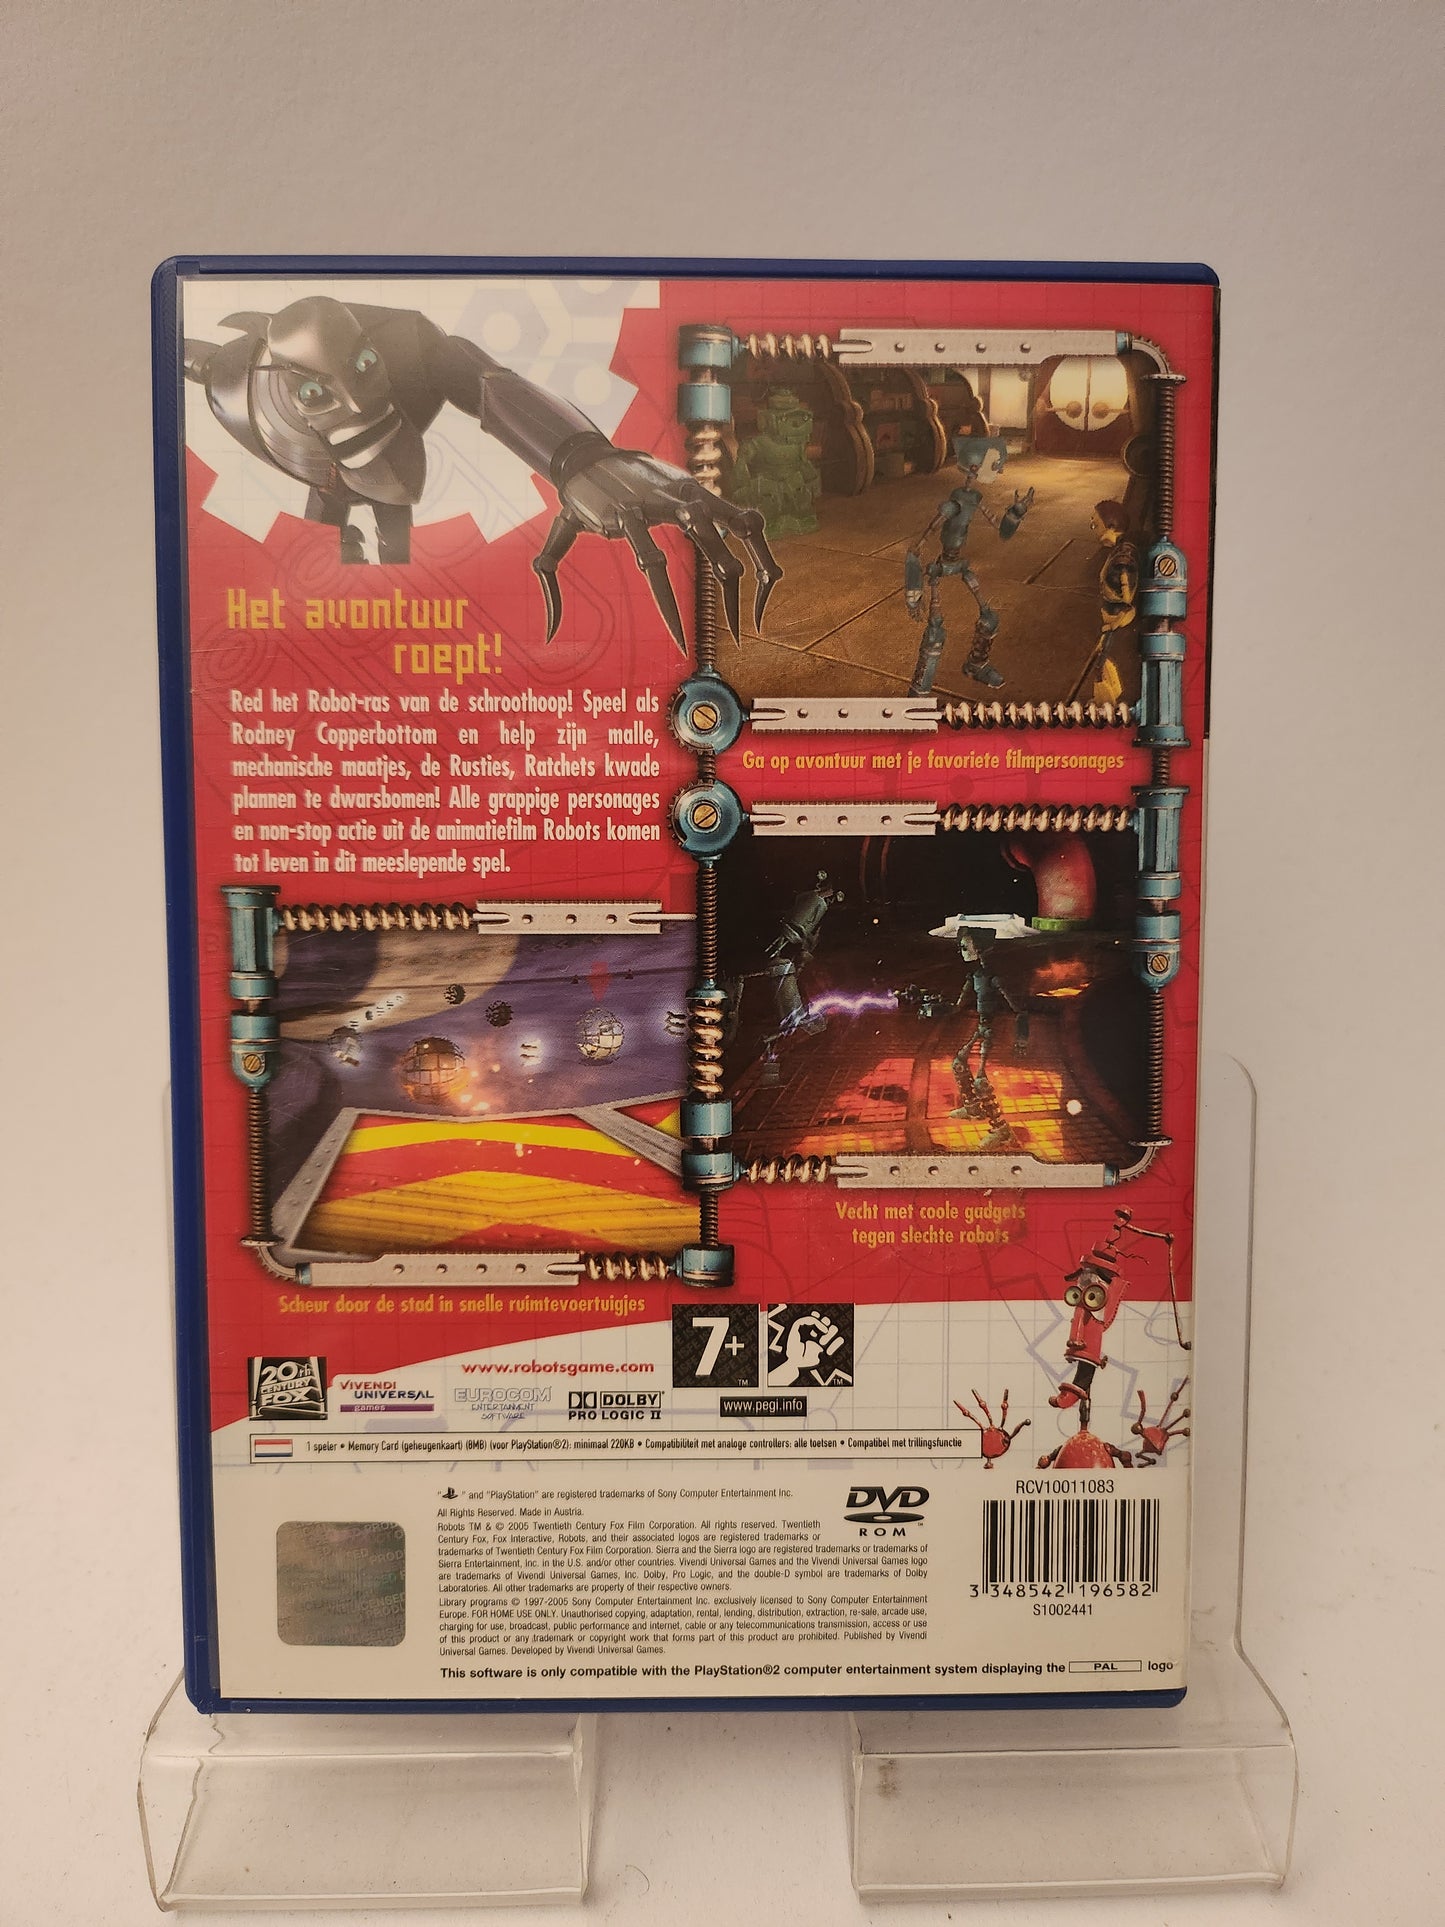 Het avontuur
roept!
Red het Robot-ras van de schroothoop! Speel als
Rodney Copperbottom en help zijn malle,
mechanische maatjes, de Rusties, Ratchets kwade
plannen te dwarsbomen! Alle grappige personages
en non-stop actie uit de animatiefilm Robots komen
tot leven in dit meeslepende spel.
Ga op avontuur met je favoriete filmpersonages
Vecht met coole gadgets
tegen slechte robots
Scheur door de stad in snelle ruimtevoertuigjes
7+
TM
TM
www.pegi.info
20th
CENTURY
FOX
VIVENDI
UNIVERSAL
games
www.robotsgame.com
EUROCOM
ENTERTAINMENT
SOFTWARE
DOLBY
PRO LOGIC II
1 speler • Memory Card (geheugenkaart) (8MB) (voor PlayStation®2): minimaal 220KB • Compatibiliteit met analoge controllers: alle toetsen • Compatibel met trillingsfunctie
" " and "PlayStation" are registered trademarks of Sony Computer Entertainment Inc.
All Rights Reserved. Made in Austria.
Robots TM & © 2005 Twentieth Century Fox Film Corporation. All rights reserved. Twentieth
Century Fox, Fox Interactive, Robots, and their associated logos are registered trademarks or
trademarks of Twentieth Century Fox Film Corporation. Sierra and the Sierra logo are registered trademarks or trademarks of
Sierra Entertainment, Inc. in the U.S. and/or other countries. Vivendi Universal Games and the Vivendi Universal Games logo
are trademarks of Vivendi Universal Games, Inc. Dolby, Pro Logic, and the double-D symbol are trademarks of Dolby
Laboratories. All other trademarks are property of their respective owners.
Library programs © 1997-2005 Sony Computer Entertainment Inc. exclusively licensed to Sony Computer Entertainment
Europe. FOR HOME USE ONLY. Unauthorised copying, adaptation, rental, lending, distribution, extraction, re-sale, arcade use,
charging for use, broadcast, public performance and internet, cable or any telecommunications transmission, access or use
of this product or any trademark or copyright work that forms part of this product are prohibited. Published by Vivendi
Universal Games. Developed by Vivendi Universal Games.
This software is only compatible with the PlayStation®2 computer entertainment system displaying the PAL logo
DVD
ROM
RCV10011083
3 348542 196582
S1002441